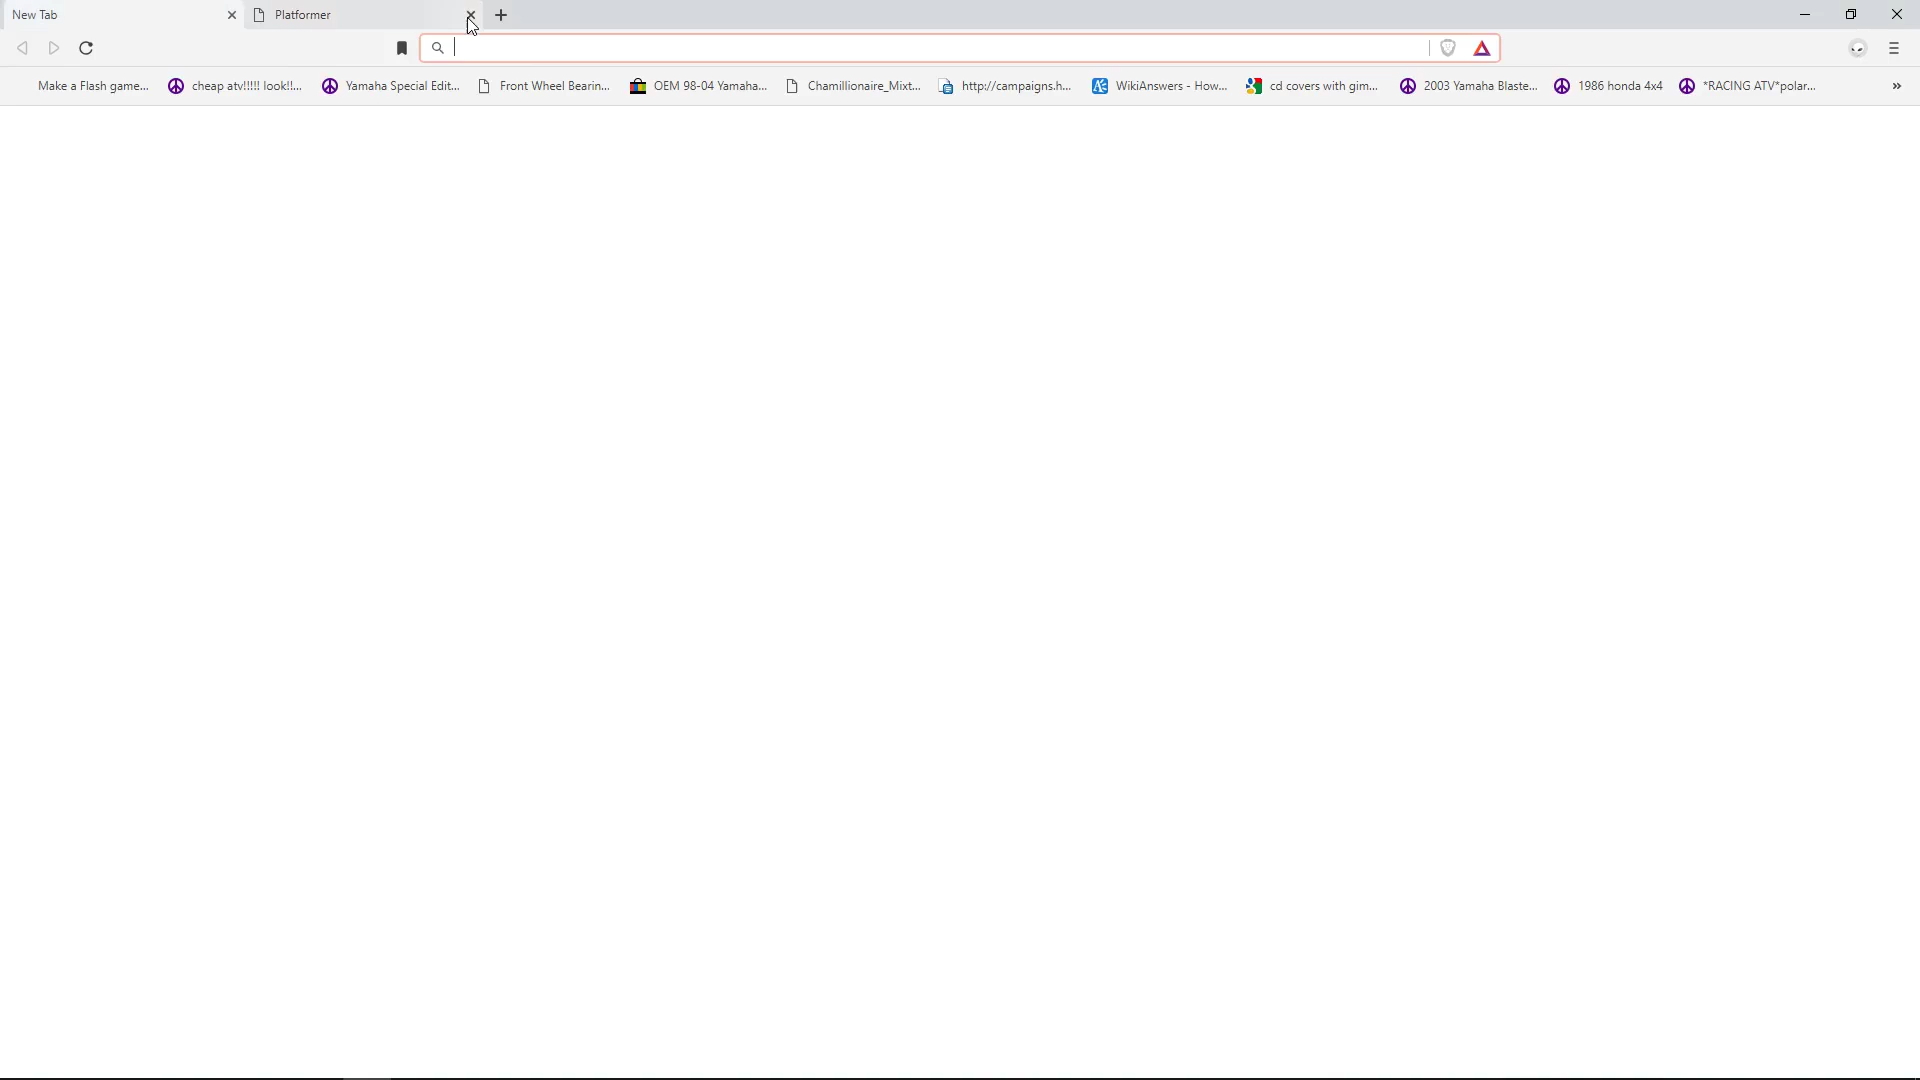 New Tab
Platformer
Make a Flash game...
cheap atv!!!!! look!!...
Yamaha Special Edit...
Front Wheel Bearin...
OEM 98-04 Yamaha...
Chamillionaire_Mixt...
http://campaigns.h...
WikiAnswers - How...
cd covers with gim...
2003 Yamaha Blaste...
1986 honda 4x4
*RACING ATV*polar...